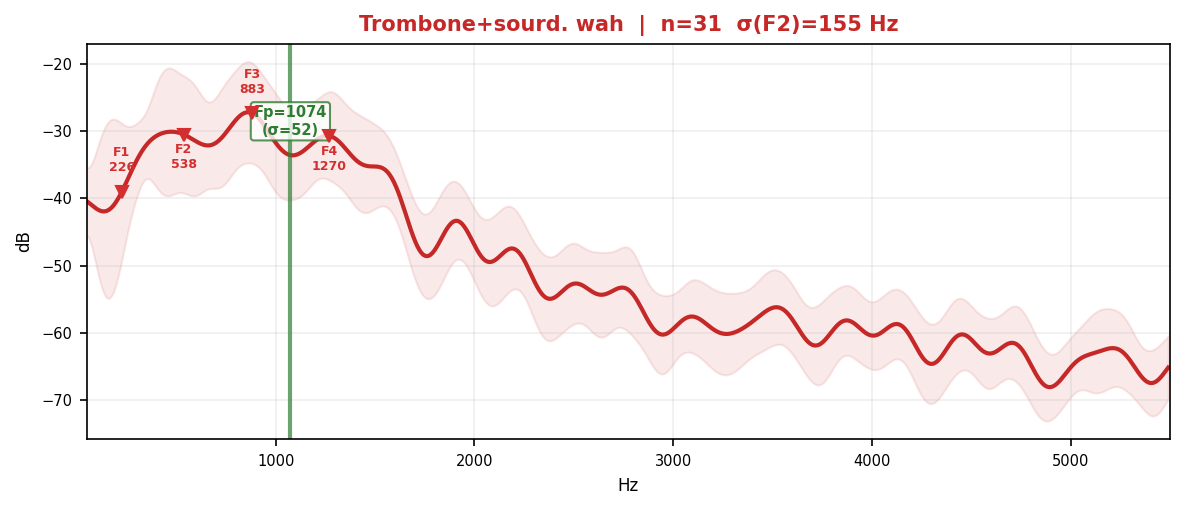 Trombone+sourd. wah | n=31 σ(F2)=155 Hz
−20
−30
−40
−50
−60
−70
dB
F1
226
F2
538
F3
883
Fp=1074
(σ=52)
F4
1270
1000
2000
3000
4000
5000
Hz